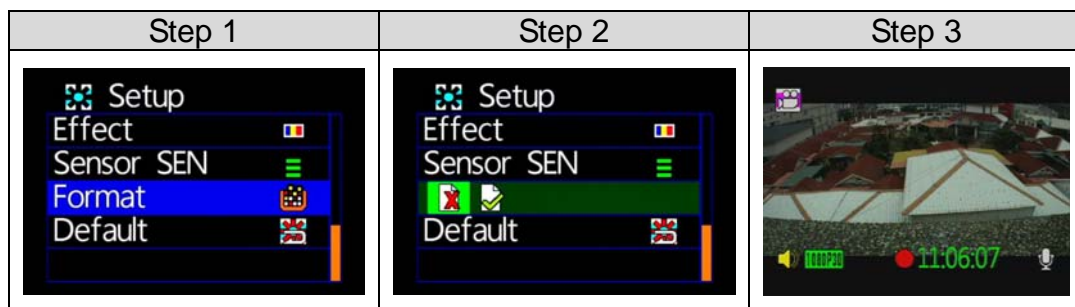 Step 1
Step 2
Step 3
Setup
Effect
Sensor SEN
Format
Default
Setup
Effect
Sensor SEN
Default
1080P30
11:06:07